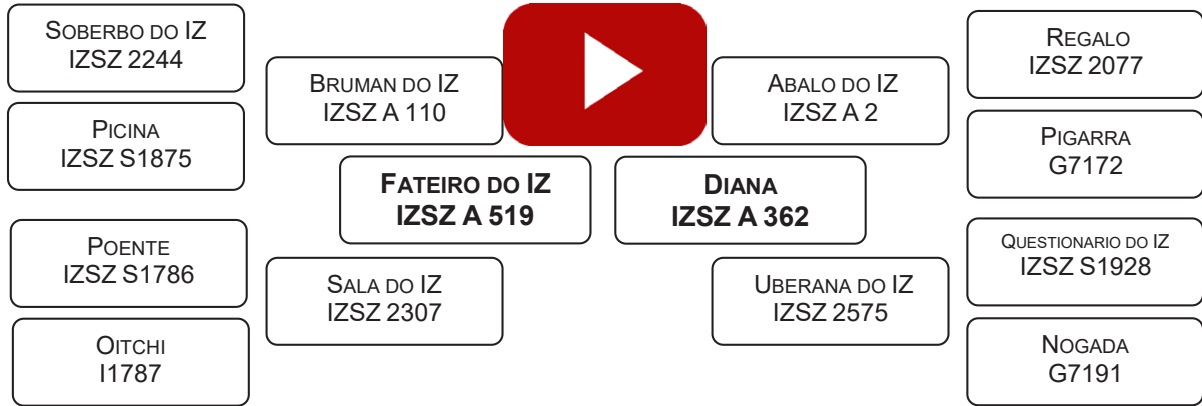 SOBERBO DO IZ
IZSZ 2244
PICINA
IZSZ S1875
BRUMAN DO IZ
IZSZ A 110
ABALO DO IZ
IZSZ A 2
REGALO
IZSZ 2077
PIGARRA
G7172
FATEIRO DO IZ
IZSZ A 519
DIANA
IZSZ A 362
POENTE
IZSZ S1786
OITCHI
I1787
SALA DO IZ
IZSZ 2307
UBERANA DO IZ
IZSZ 2575
QUESTIONARIO DO IZ
IZSZ S1928
NOGADA
G7191